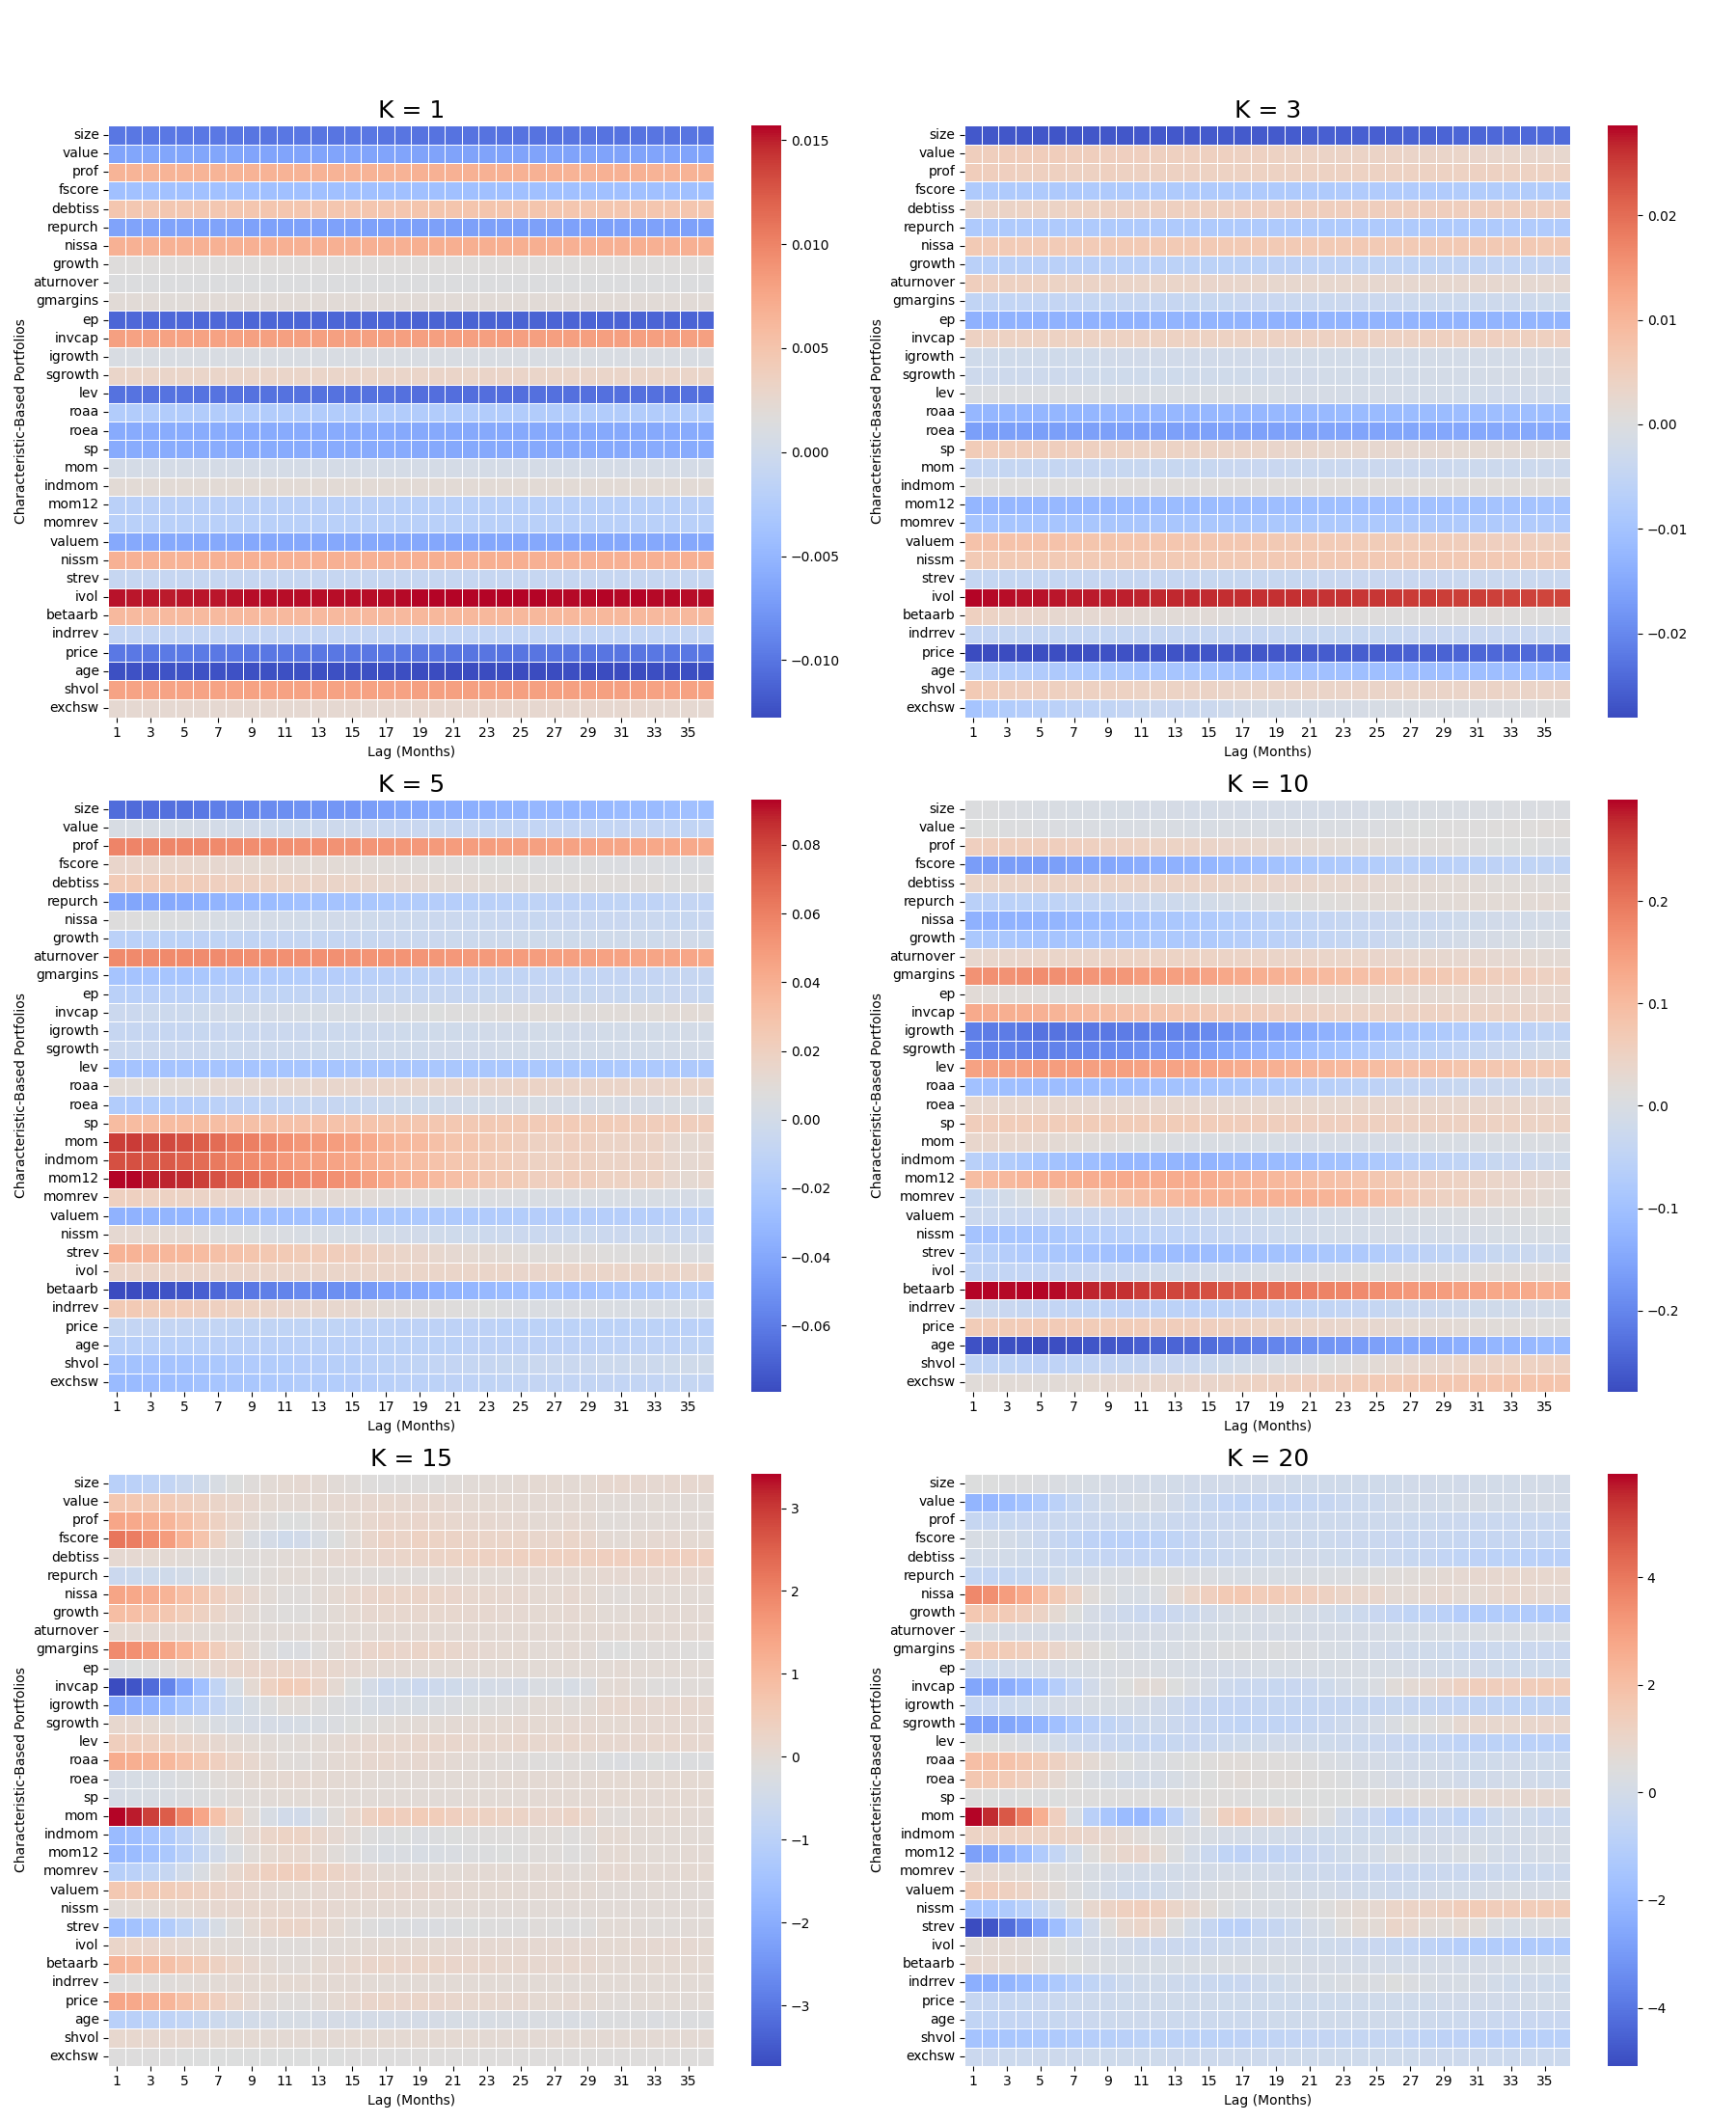 K = 1
size
value
prof
fscore
debtiss
repurch
nissa
growth
aturnover
gmargins
ep
invcap
igrowth
sgrowth
lev
roaa
roea
sp
mom
indmom
mom12
momrev
valuem
nissm
strev
ivol
betaarb
indrrev
price
age
shvol
exchsw
Characteristic-Based Portfolios
1 3 5 7 9 11 13 15 17 19 21 23 25 27 29 31 33 35
Lag (Months)
0.015
0.010
0.005
0.000
−0.005
−0.010
K = 3
size
value
prof
fscore
debtiss
repurch
nissa
growth
aturnover
gmargins
ep
invcap
igrowth
sgrowth
lev
roaa
roea
sp
mom
indmom
mom12
momrev
valuem
nissm
strev
ivol
betaarb
indrrev
price
age
shvol
exchsw
Characteristic-Based Portfolios
1 3 5 7 9 11 13 15 17 19 21 23 25 27 29 31 33 35
Lag (Months)
0.02
0.01
0.00
−0.01
−0.02
K = 5
size
value
prof
fscore
debtiss
repurch
nissa
growth
aturnover
gmargins
ep
invcap
igrowth
sgrowth
lev
roaa
roea
sp
mom
indmom
mom12
momrev
valuem
nissm
strev
ivol
betaarb
indrrev
price
age
shvol
exchsw
Characteristic-Based Portfolios
1 3 5 7 9 11 13 15 17 19 21 23 25 27 29 31 33 35
Lag (Months)
0.08
0.06
0.04
0.02
0.00
−0.02
−0.04
−0.06
K = 10
size
value
prof
fscore
debtiss
repurch
nissa
growth
aturnover
gmargins
ep
invcap
igrowth
sgrowth
lev
roaa
roea
sp
mom
indmom
mom12
momrev
valuem
nissm
strev
ivol
betaarb
indrrev
price
age
shvol
exchsw
Characteristic-Based Portfolios
1 3 5 7 9 11 13 15 17 19 21 23 25 27 29 31 33 35
Lag (Months)
0.2
0.1
0.0
−0.1
−0.2
K = 15
size
value
prof
fscore
debtiss
repurch
nissa
growth
aturnover
gmargins
ep
invcap
igrowth
sgrowth
lev
roaa
roea
sp
mom
indmom
mom12
momrev
valuem
nissm
strev
ivol
betaarb
indrrev
price
age
shvol
exchsw
Characteristic-Based Portfolios
1 3 5 7 9 11 13 15 17 19 21 23 25 27 29 31 33 35
Lag (Months)
3
2
1
0
−1
−2
−3
K = 20
size
value
prof
fscore
debtiss
repurch
nissa
growth
aturnover
gmargins
ep
invcap
igrowth
sgrowth
lev
roaa
roea
sp
mom
indmom
mom12
momrev
valuem
nissm
strev
ivol
betaarb
indrrev
price
age
shvol
exchsw
Characteristic-Based Portfolios
1 3 5 7 9 11 13 15 17 19 21 23 25 27 29 31 33 35
Lag (Months)
4
2
0
−2
−4